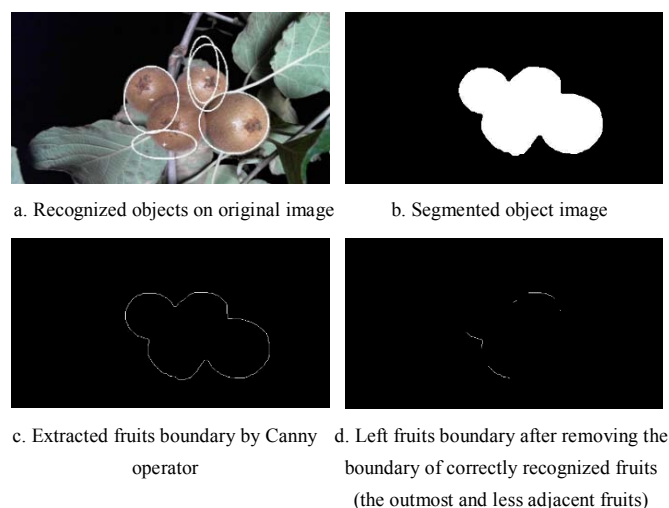 a. Recognized objects on original image
b. Segmented object image
c. Extracted fruits boundary by Canny
operator
d. Left fruits boundary after removing the
boundary of correctly recognized fruits
(the outmost and less adjacent fruits)